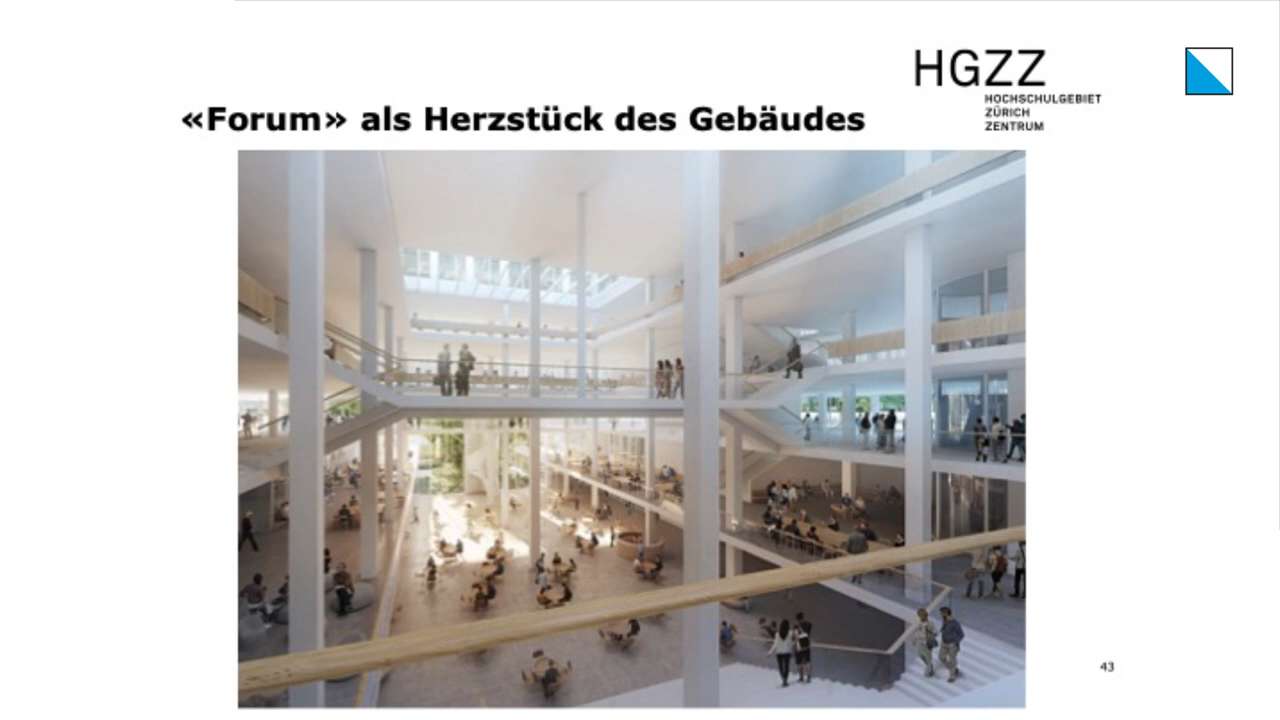 HGZZ
HOCHSCHULGEBIET
ZÜRICH
ZENTRUM
«Forum» als Herzstück des Gebäudes
43